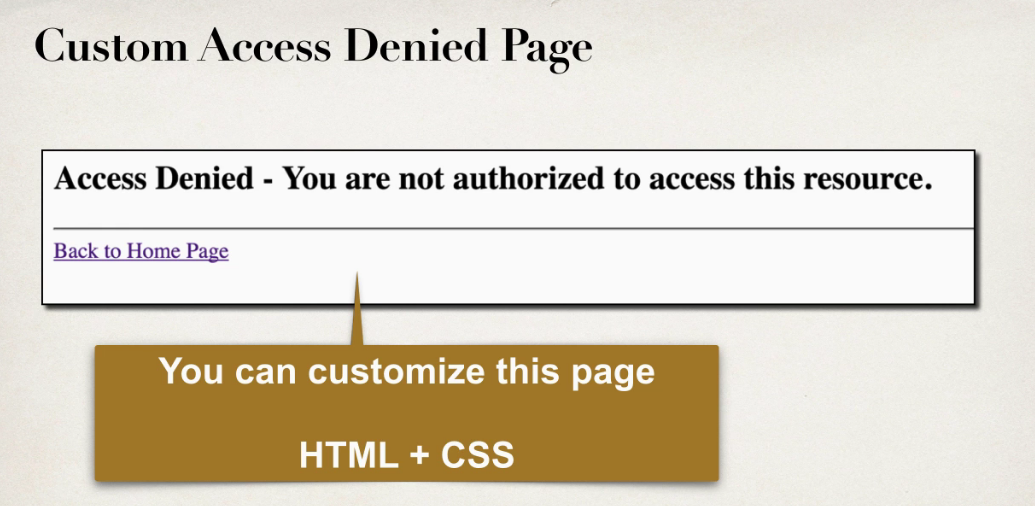 Custom Access Denied Page
Access Denied - You are not authorized to access this resource.
Back to Home Page
You can customize this page
HTML + CSS